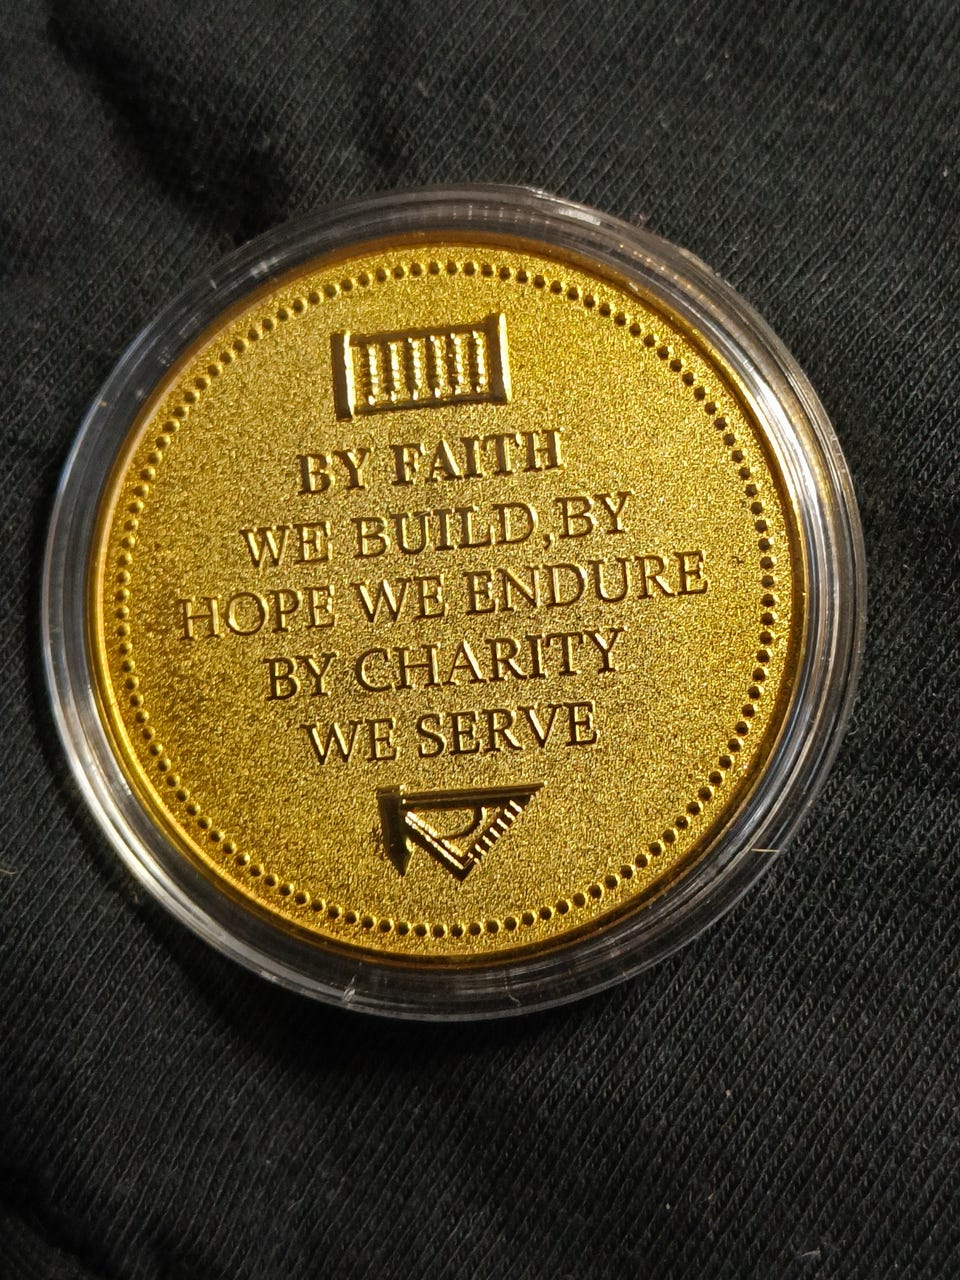 BY FAITH
WE BUILD,BY
HOPE WE ENDURE
BY CHARITY
WE SERVE